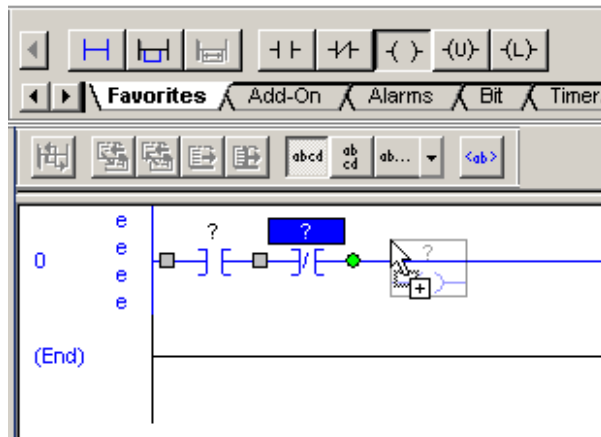 (U) (L)
Favorites Add-On Alarms Bit Timer
abcd ab cd ab... <ab>
e
? ? ?
0 e
e
e
(End)